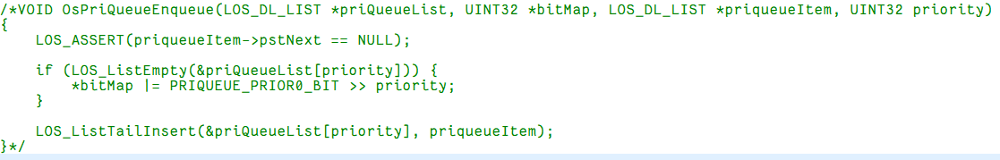 /*VOID OsPriQueueEnqueue(LOS_DL_LIST *priQueueList, UINT32 *bitMap, LOS_DL_LIST *priqueueItem, UINT32 priority)
{
    LOS_ASSERT(priqueueItem->pstNext == NULL);

    if (LOS_ListEmpty(&priQueueList[priority])) {
        *bitMap |= PRIQUEUE_PRIOR0_BIT >> priority;
    }

    LOS_ListTailInsert(&priQueueList[priority], priqueueItem);
}*/